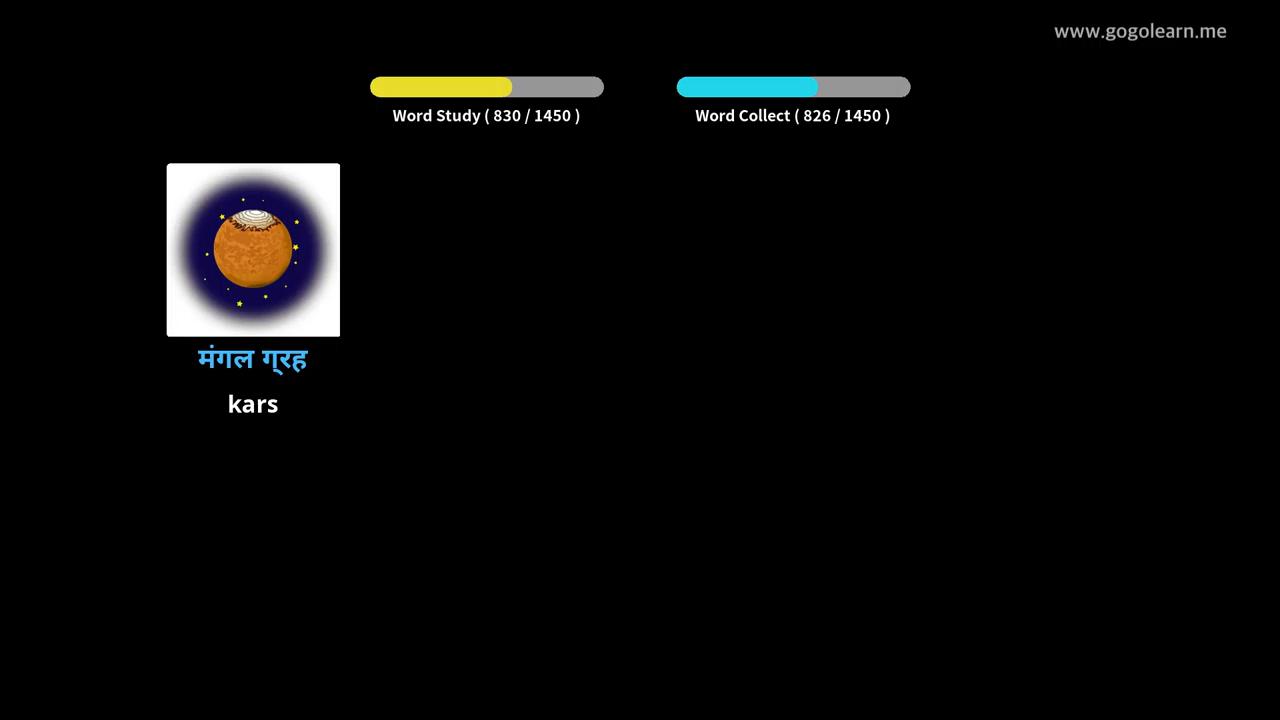 www.gogolearn.me
Word Study ( 830 / 1450 )
Word Collect ( 826 / 1450 )
मंगल ग्रह
kars